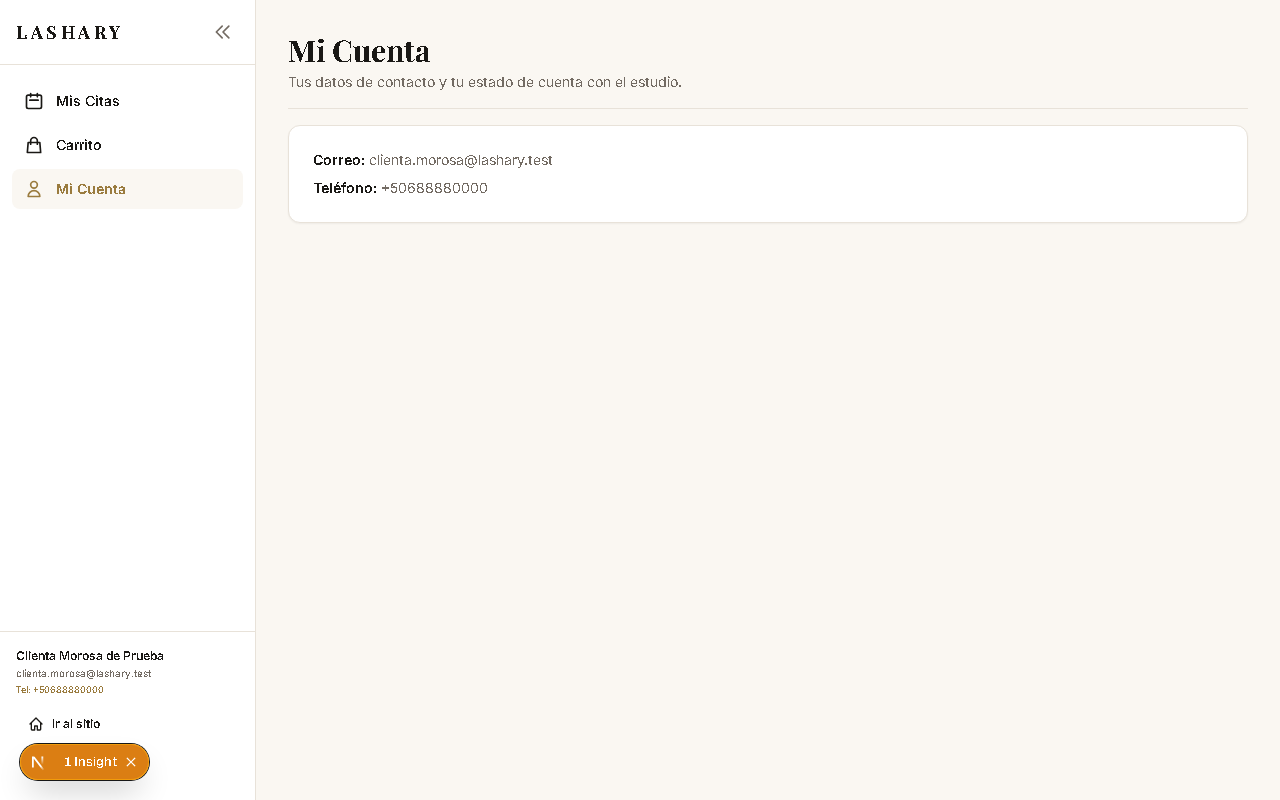 LASHARY
Mis Citas
Carrito
Mi Cuenta
Clienta Morosa de Prueba
clienta.morosa@lashary.test
Tel: +50688880000
Ir al sitio
1 Insight
Mi Cuenta
Tus datos de contacto y tu estado de cuenta con el estudio.
Correo: clienta.morosa@lashary.test
Teléfono: +50688880000